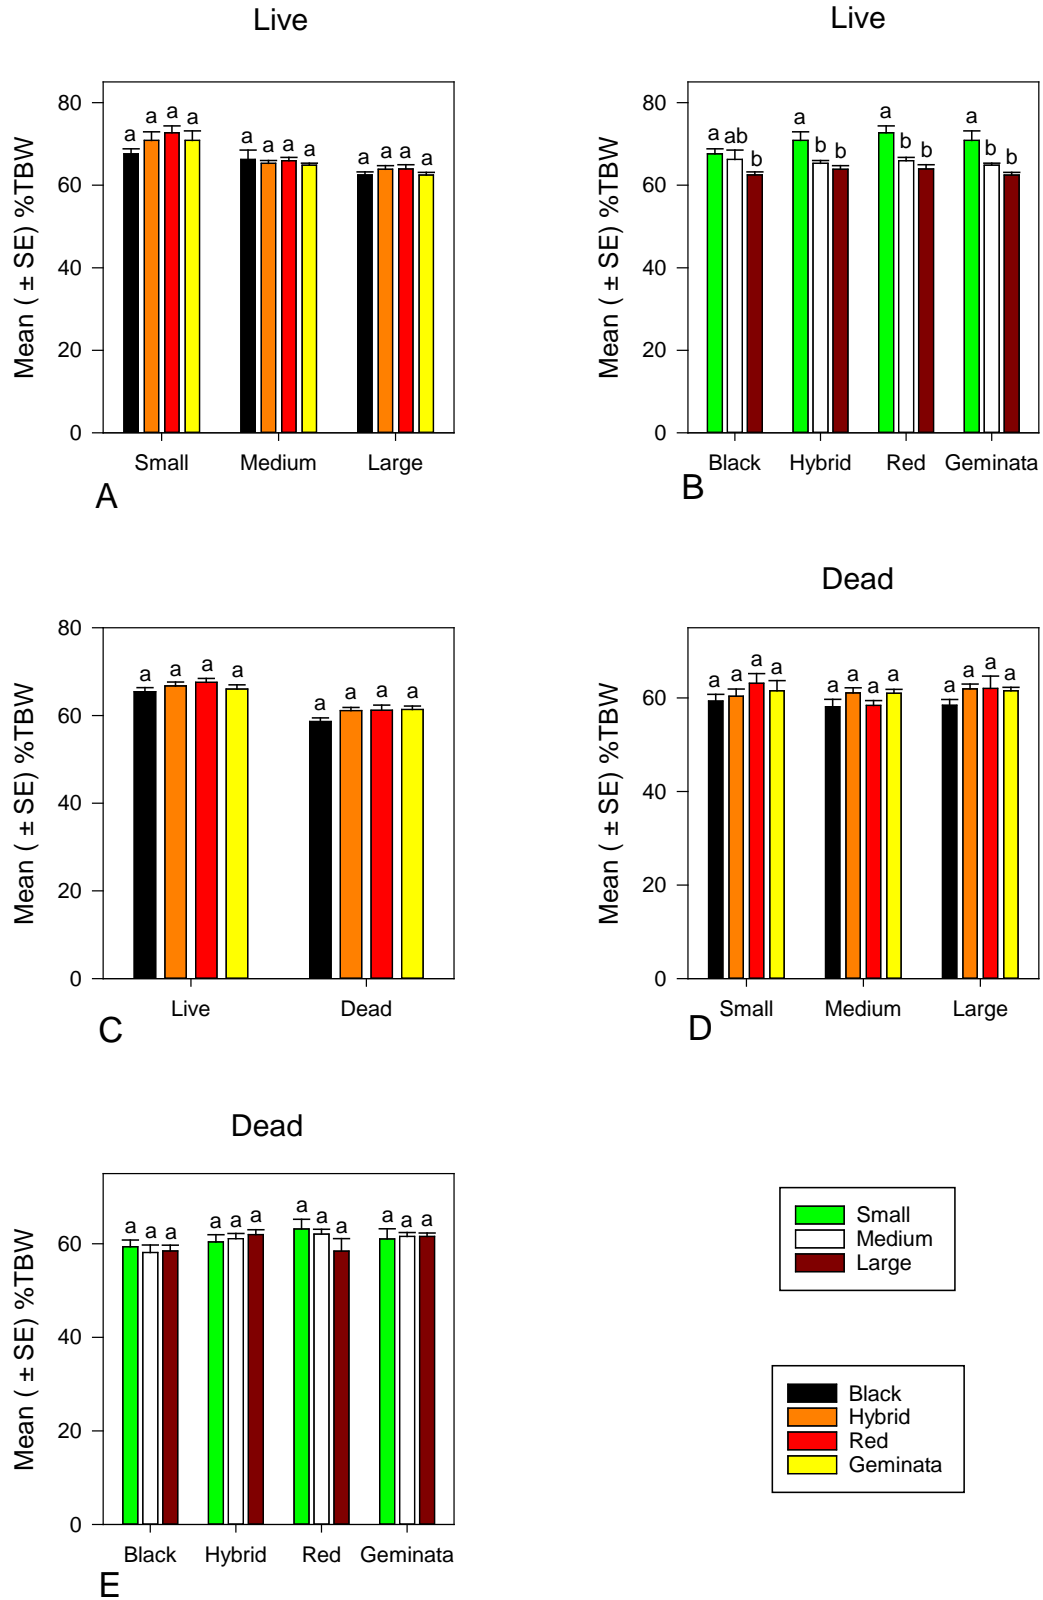 Live
Mean ( ± SE) %TBW
80
60
40
20
0
a a a a
a a a a
a a a a
Small Medium Large
A
Live
Mean ( ± SE) %TBW
80
60
40
20
0
a ab b
a b b
a b b
a b b
Black Hybrid Red Geminata
B
Mean ( ± SE) %TBW
80
60
40
20
0
a a a a
a a a a
Live Dead
C
Dead
Mean ( ± SE) %TBW
60
40
20
0
a a a a
a a a a
a a a a
Small Medium Large
D
Dead
Mean ( ± SE) %TBW
60
40
20
0
a a a
a a a
a a a
a a a
Black Hybrid Red Geminata
E
Small
Medium
Large
Black
Hybrid
Red
Geminata